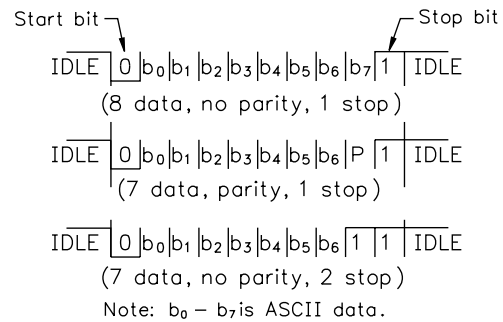 Start bit Stop bit
IDLE 0 b₀ b₁ b₂ b₃ b₄ b₅ b₆ b₇ 1 IDLE
(8 data, no parity, 1 stop)
IDLE 0 b₀ b₁ b₂ b₃ b₄ b₅ b₆ P 1 IDLE
(7 data, parity, 1 stop)
IDLE 0 b₀ b₁ b₂ b₃ b₄ b₅ b₆ 1 1 IDLE
(7 data, no parity, 2 stop)
Note: b₀ – b₇ is ASCII data.